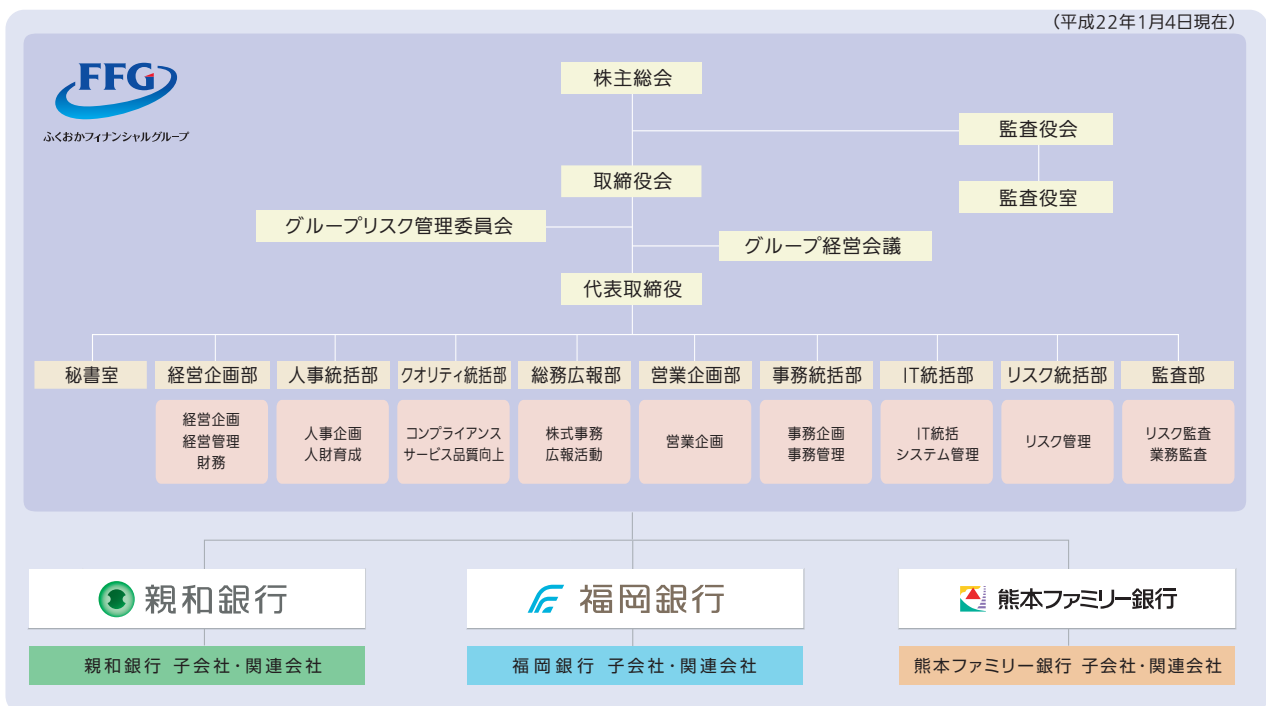 (平成22年1月4日現在)
FFG
ふくおかフィナンシャルグループ
株主総会
監査役会
取締役会
監査役室
グループリスク管理委員会
グループ経営会議
代表取締役
秘書室
経営企画部
人事統括部
クオリティ統括部
総務広報部
営業企画部
事務統括部
IT統括部
リスク統括部
監査部
経営企画
経営管理
財務
人事企画
人財育成
コンプライアンス
サービス品質向上
株式事務
広報活動
営業企画
事務企画
事務管理
IT統括
システム管理
リスク管理
リスク監査
業務監査
親和銀行
福岡銀行
熊本ファミリー銀行
親和銀行 子会社・関連会社
福岡銀行 子会社・関連会社
熊本ファミリー銀行 子会社・関連会社